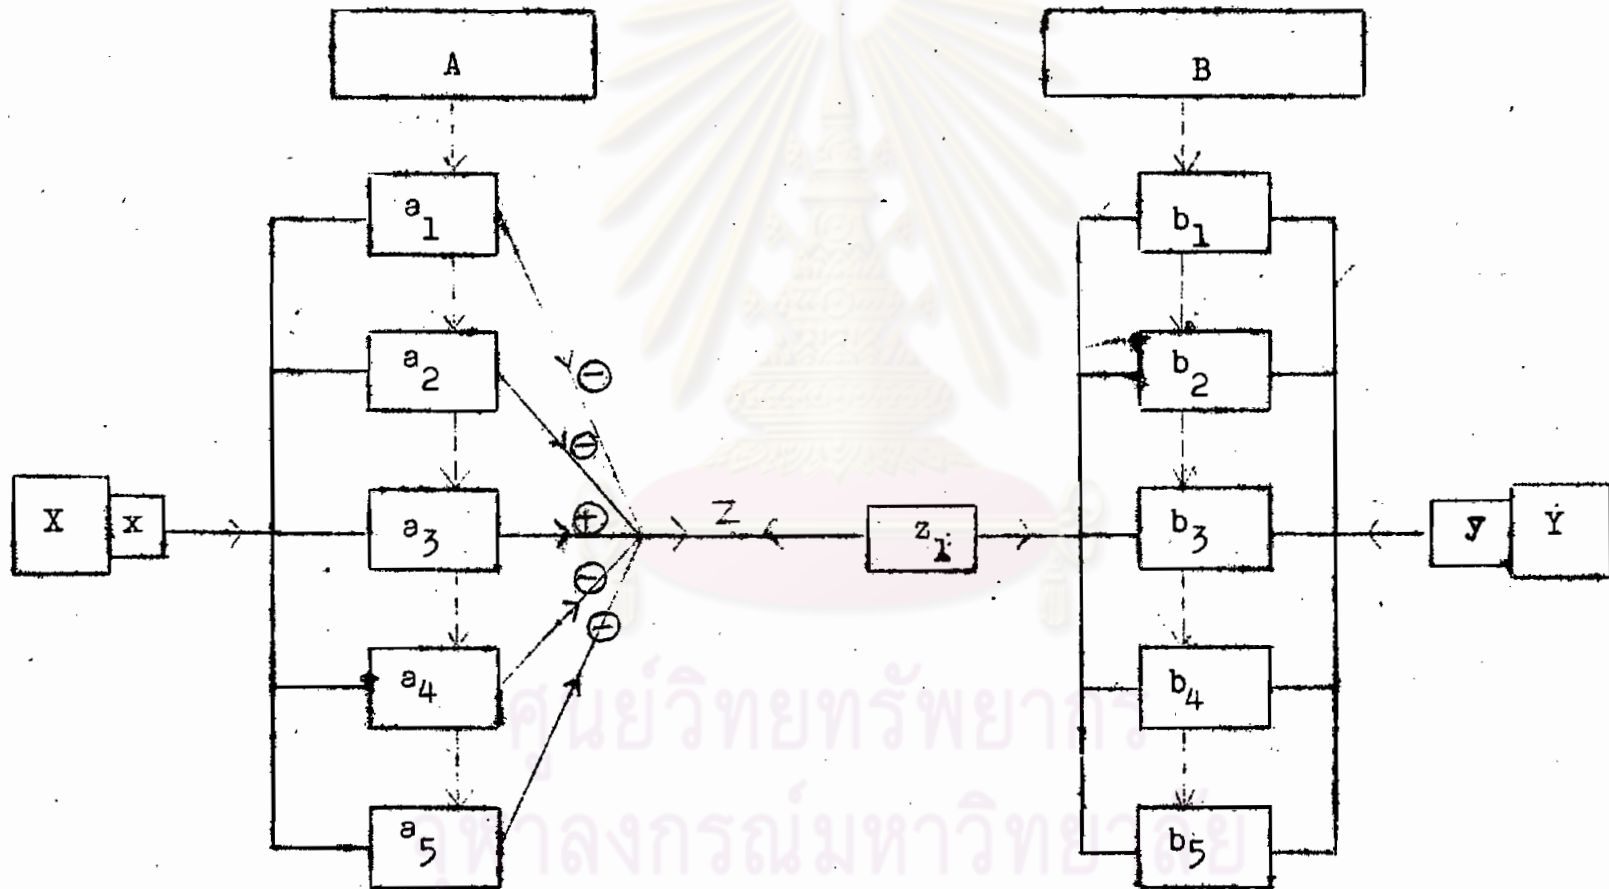 A
B
a1
b1
a2
b2
X
x
a3
Z
z1
b3
y
Y
a4
b4
a5
b5
⊖
⊖
⊕
⊖
ศูนย์วิทยทรัพยากร
จุฬาลงกรณ์มหาวิทยาลัย